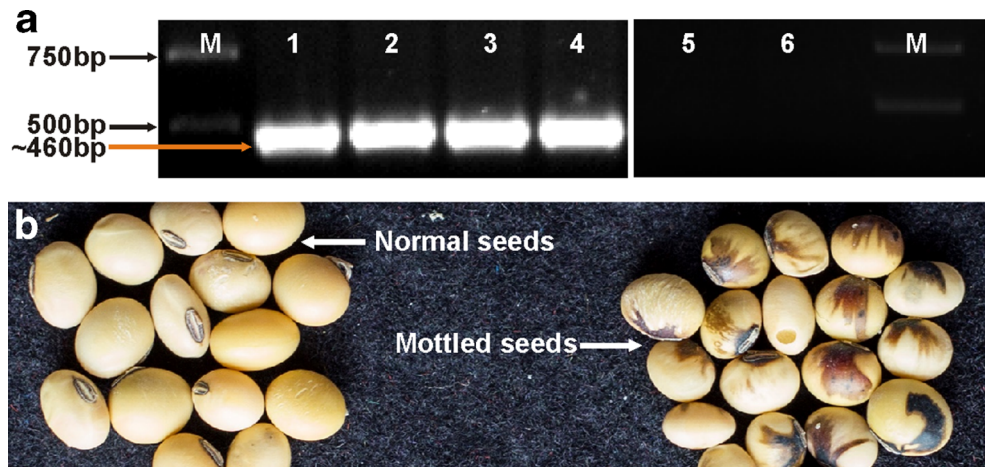 a
M 1 2 3 4 5 6 M
750bp
500bp
~460bp
b
Normal seeds
Mottled seeds